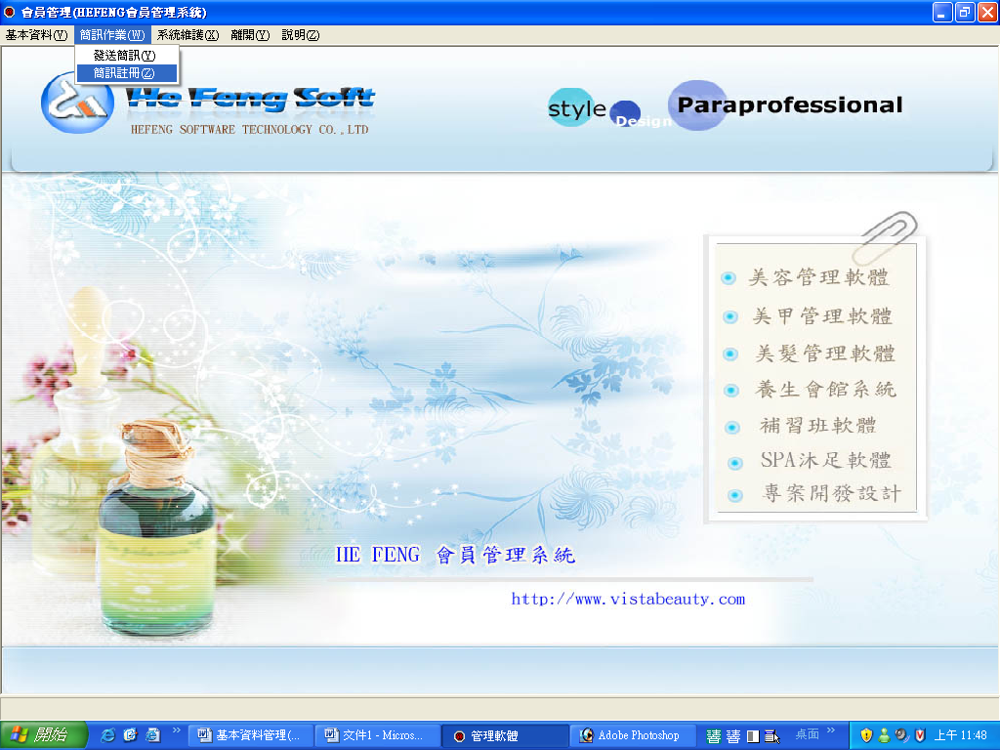 會員管理(HEFENG會員管理系統)
基本資料(Y) 簡訊作業(W) 系統維護(X) 離開(Y) 說明(Z)
發送簡訊(Y)
簡訊註冊(Z)
He Feng Soft
HEFENG SOFTWARE TECHNOLOGY CO.,LTD
style Design Paraprofessional
美容管理軟體
美甲管理軟體
美髮管理軟體
養生會館系統
補習班軟體
SPA沐足軟體
專案開發設計
HE FENG 會員管理系統
http://www.vistabeauty.com
開始 基本資料管理(... 文件1 - Micros... 管理軟體 Adobe Photoshop 桌面 上午 11:48